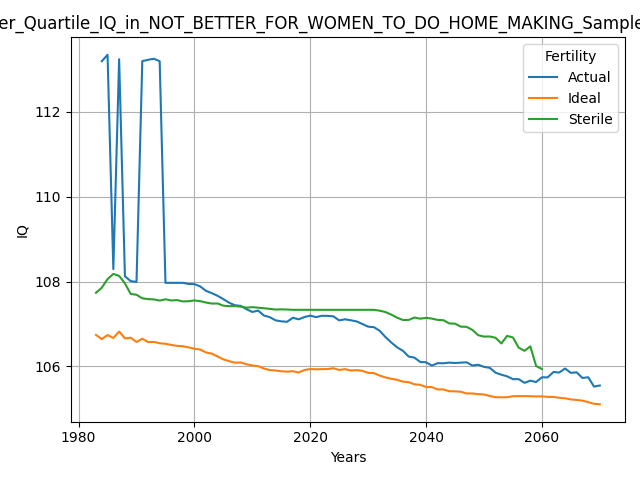 er_Quartile_IQ_in_NOT_BETTER_FOR_WOMEN_TO_DO_HOME_MAKING_Sample
Fertility
Actual
Ideal
Sterile
112
110
108
106
IQ
1980
2000
2020
2040
2060
Years